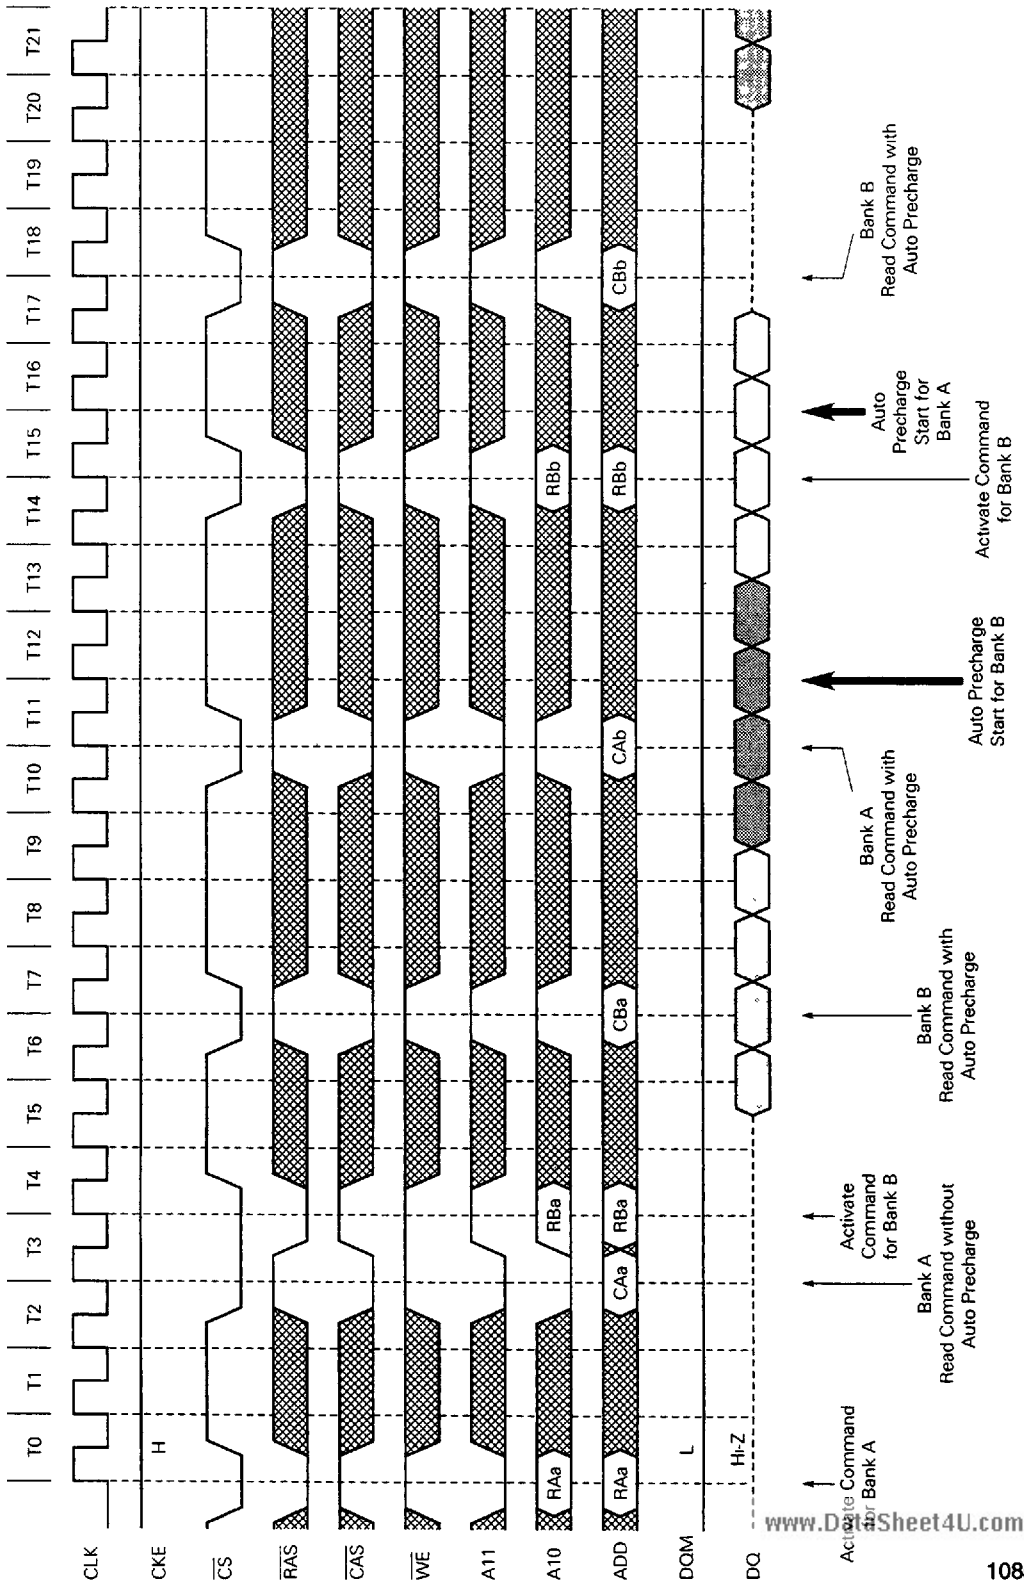 T0 T1 T2 T3 T4 T5 T6 T7 T8 T9 T10 T11 T12 T13 T14 T15 T16 T17 T18 T19 T20 T21
CLK
CKE H
CS
RAS
CAS
WE
A11
A10 RAa RBa RBb
ADD RAa CAa RBa CBa CAb RBb CBb
DQM L
DQ Hi-Z
Activate Command
for Bank A
Bank A
Read Command without
Auto Precharge
Activate
Command
for Bank B
Bank B
Read Command with
Auto Precharge
Bank A
Read Command with
Auto Precharge
Auto Precharge
Start for Bank B
Activate Command
for Bank B
Auto
Precharge
Start for
Bank A
Bank B
Read Command with
Auto Precharge
www.DataSheet4U.com
108